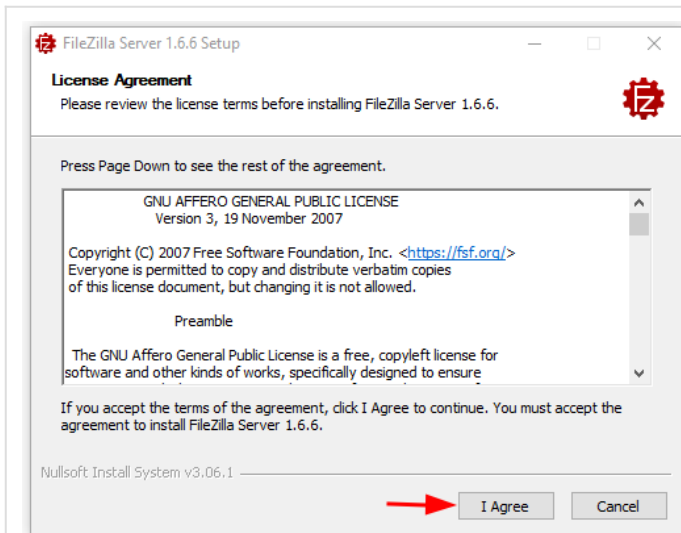 FileZilla Server 1.6.6 Setup
License Agreement
Please review the license terms before installing FileZilla Server 1.6.6.
Fz
Press Page Down to see the rest of the agreement.
GNU AFFERO GENERAL PUBLIC LICENSE
Version 3, 19 November 2007
Copyright (C) 2007 Free Software Foundation, Inc. <https://fsf.org/>
Everyone is permitted to copy and distribute verbatim copies
of this license document, but changing it is not allowed.
Preamble
The GNU Affero General Public License is a free, copyleft license for
software and other kinds of works, specifically designed to ensure
If you accept the terms of the agreement, click I Agree to continue. You must accept the
agreement to install FileZilla Server 1.6.6.
Nullsoft Install System v3.06.1
I Agree
Cancel